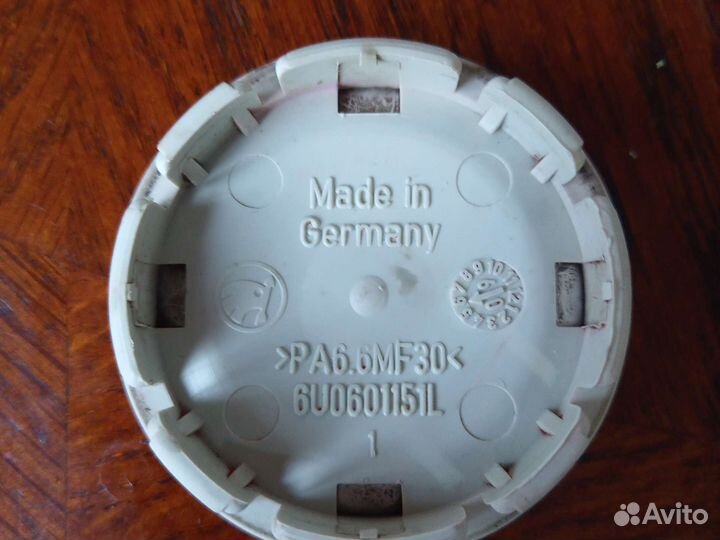 Made in
Germany
>PA6.6MF30<
6U0601151L
1
Avito